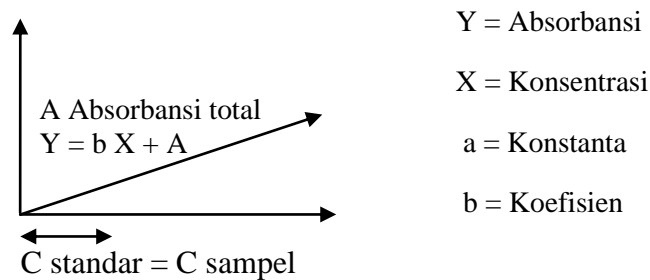 A Absorbansi total
Y = b X + A
C standar = C sampel
Y = Absorbansi
X = Konsentrasi
a = Konstanta
b = Koefisien